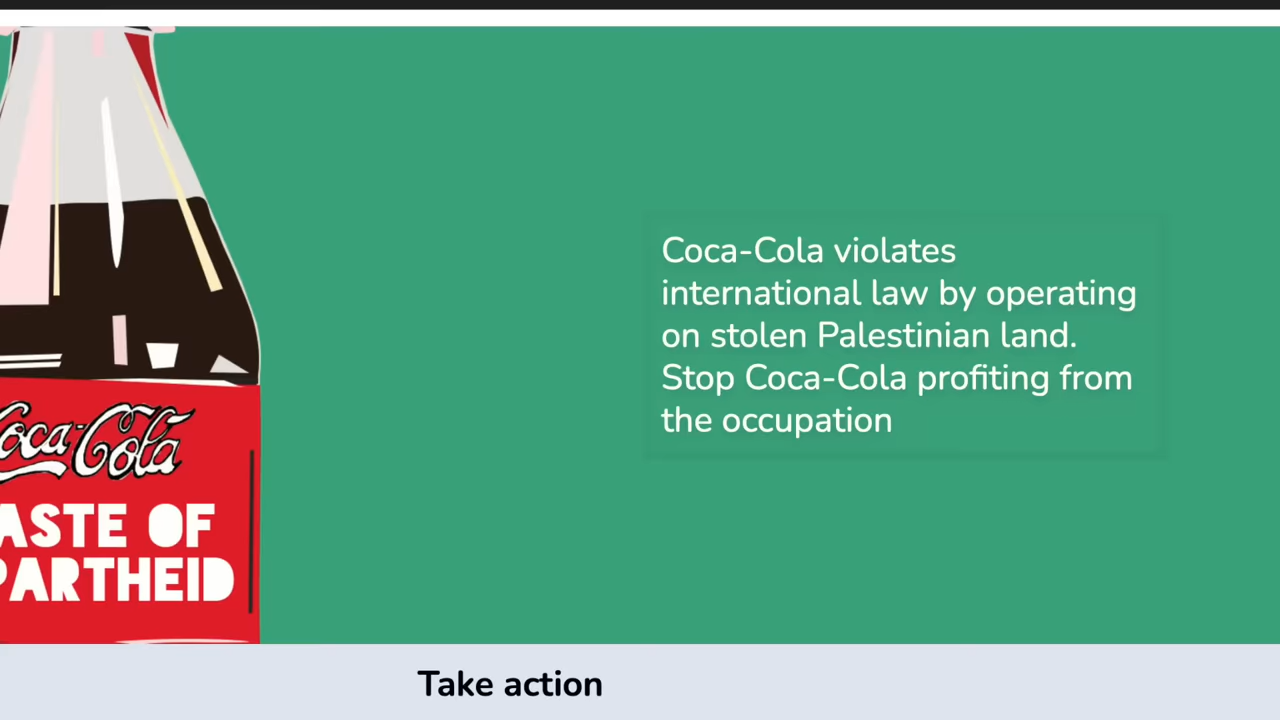 Coca-Cola violates
international law by operating
on stolen Palestinian land.
Stop Coca-Cola profiting from
the occupation
oca-Cola
ASTE OF
PARTHEID
Take action